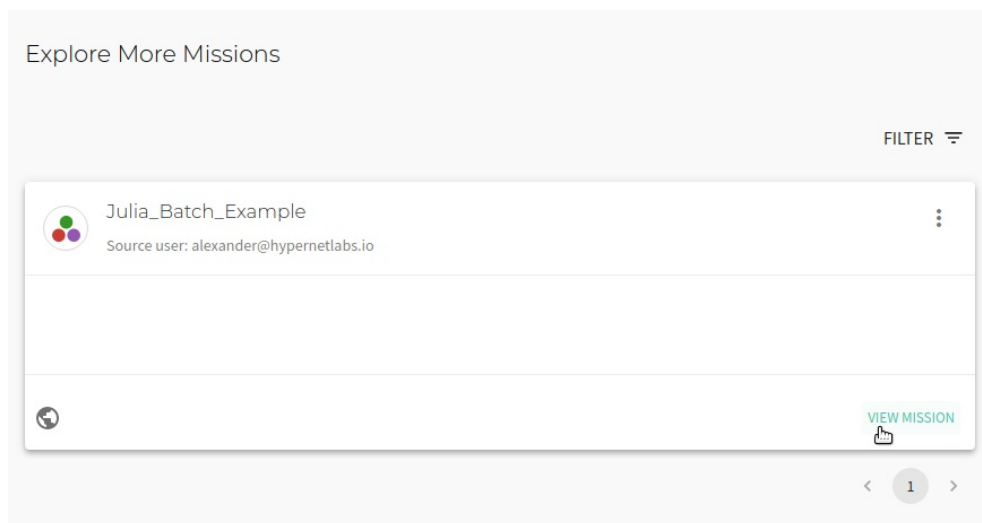 Explore More Missions
FILTER
Julia_Batch_Example
Source user: alexander@hypernetlabs.io
VIEW MISSION
1